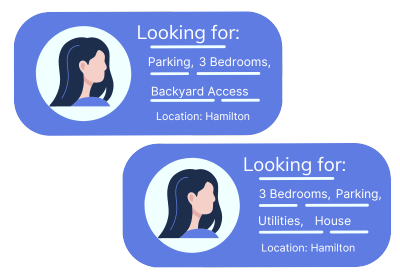 Looking for:
Parking, 3 Bedrooms,
Backyard Access
Location: Hamilton
Looking for:
3 Bedrooms, Parking,
Utilities, House
Location: Hamilton